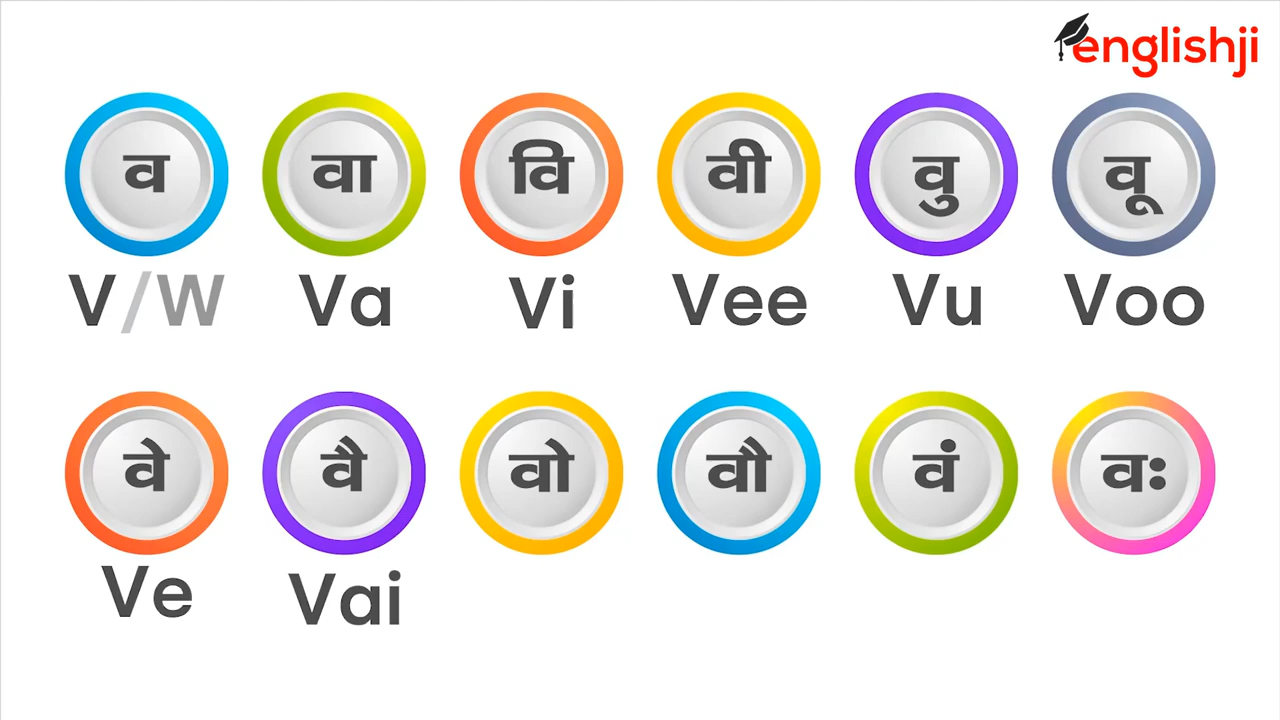 englishji
व वा वि वी वु वू
V/W Va Vi Vee Vu Voo
वे वै वो वौ वं वः
Ve Vai